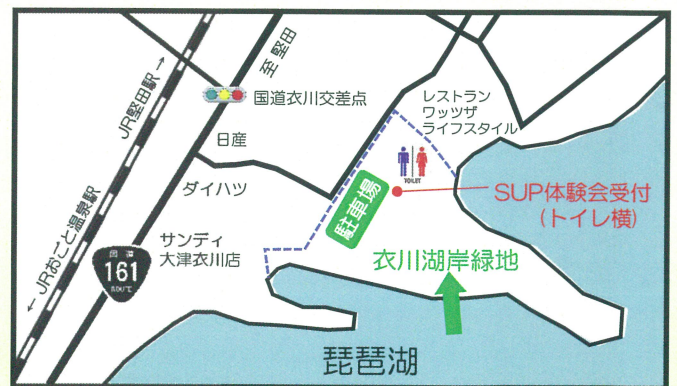 JR堅田駅→
至 堅田
国道衣川交差点
日産
ダイハツ
サンディ
大津衣川店
←JRおごと温泉駅
国道
161
ROUTE
レストラン
ワッツザ
ライフスタイル
TOILET
駐車場
SUP体験会受付
(トイレ横)
衣川湖岸緑地
琵琶湖